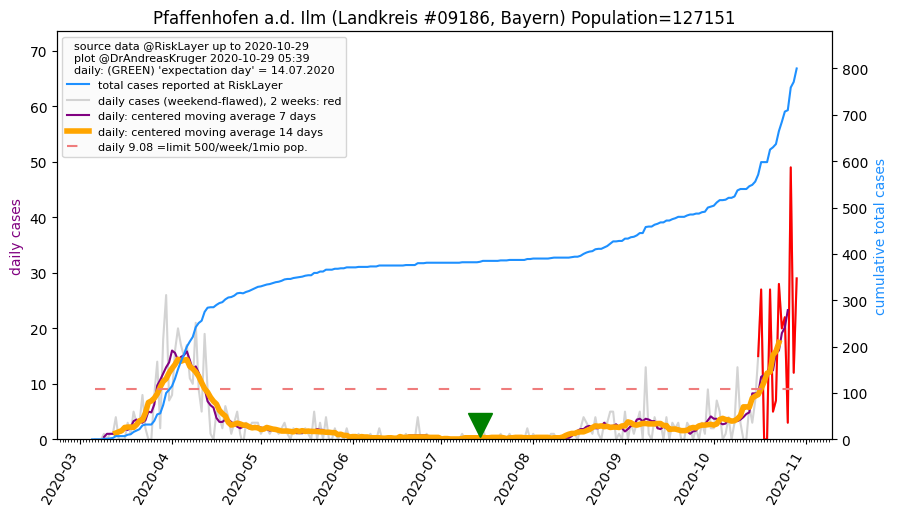 Pfaffenhofen a.d. Ilm (Landkreis #09186, Bayern) Population=127151
source data @RiskLayer up to 2020-10-29
plot @DrAndreasKruger 2020-10-29 05:39
daily: (GREEN) 'expectation day' = 14.07.2020
total cases reported at RiskLayer
daily cases (weekend-flawed), 2 weeks: red
daily: centered moving average 7 days
daily: centered moving average 14 days
daily 9.08 =limit 500/week/1mio pop.
daily cases
70
60
50
40
30
20
10
0
cumulative total cases
800
700
600
500
400
300
200
100
0
2020-03
2020-04
2020-05
2020-06
2020-07
2020-08
2020-09
2020-10
2020-11